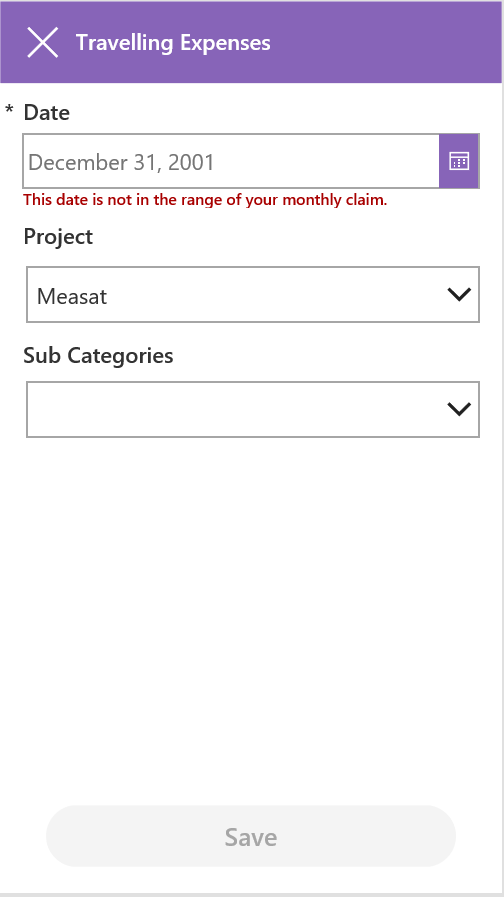 Travelling Expenses
* Date
December 31, 2001
This date is not in the range of your monthly claim.
Project
Measat
Sub Categories
Save